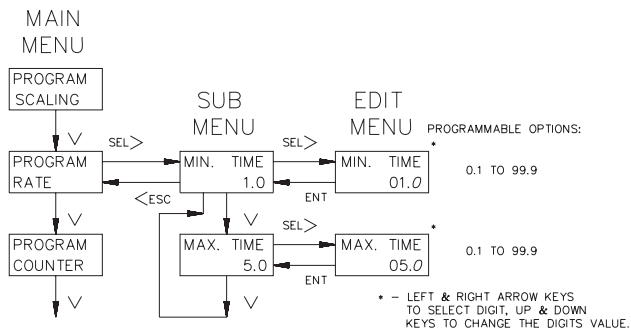 MAIN
MENU
PROGRAM
SCALING
SUB
MENU
EDIT
MENU
PROGRAMMABLE OPTIONS:
∨
SEL>
SEL>
*
PROGRAM
RATE
MIN. TIME
1.0
MIN. TIME
01.0
0.1 TO 99.9
<ESC
ENT
∨
∨
SEL>
*
PROGRAM
COUNTER
MAX. TIME
5.0
MAX. TIME
05.0
0.1 TO 99.9
ENT
∨
∨
* – LEFT & RIGHT ARROW KEYS
TO SELECT DIGIT, UP & DOWN
KEYS TO CHANGE THE DIGITS VALUE.